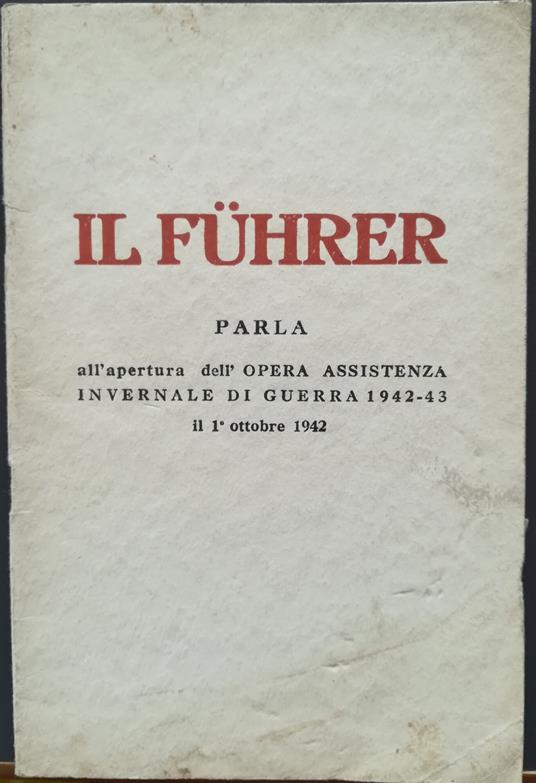 IL FÜHRER
PARLA
all'apertura dell' OPERA ASSISTENZA
INVERNALE DI GUERRA 1942-43
il 1° ottobre 1942